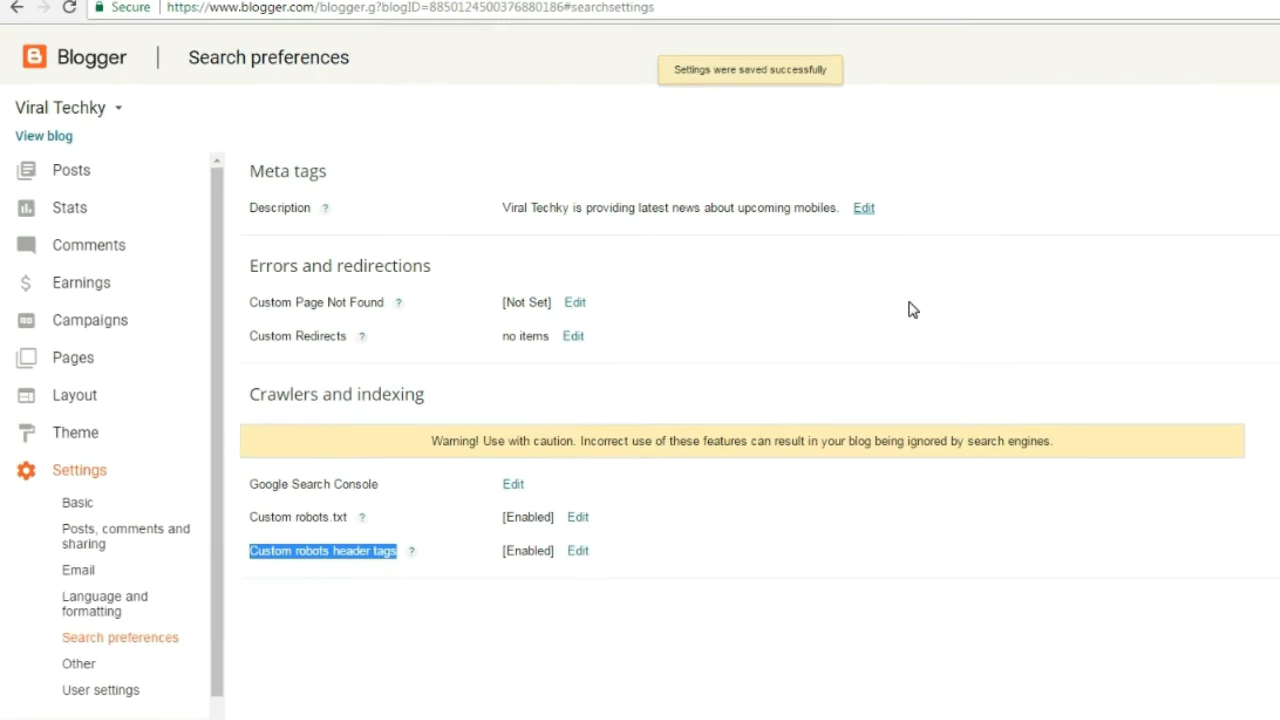 Secure https://www.blogger.com/blogger.g?blogID=8850124500376880186#searchsettings
Blogger Search preferences
Settings were saved successfully
Viral Techky
View blog
Posts
Stats
Comments
Earnings
Campaigns
Pages
Layout
Theme
Settings
Basic
Posts, comments and
sharing
Email
Language and
formatting
Search preferences
Other
User settings
Meta tags
Description ? Viral Techky is providing latest news about upcoming mobiles. Edit
Errors and redirections
Custom Page Not Found ? [Not Set] Edit
Custom Redirects ? no items Edit
Crawlers and indexing
Warning! Use with caution. Incorrect use of these features can result in your blog being ignored by search engines.
Google Search Console Edit
Custom robots.txt ? [Enabled] Edit
Custom robots header tags ? [Enabled] Edit